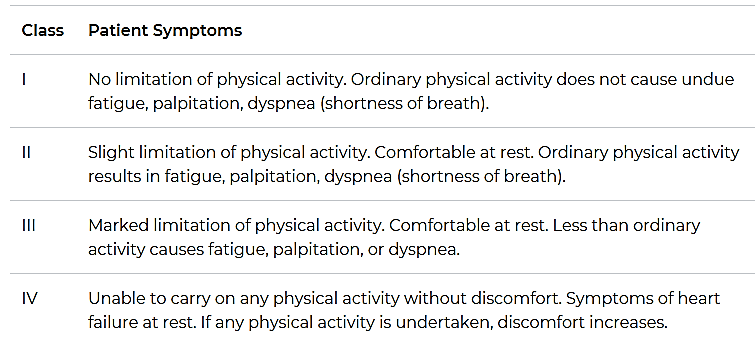 Class Patient Symptoms
I No limitation of physical activity. Ordinary physical activity does not cause undue
fatigue, palpitation, dyspnea (shortness of breath).
II Slight limitation of physical activity. Comfortable at rest. Ordinary physical activity
results in fatigue, palpitation, dyspnea (shortness of breath).
III Marked limitation of physical activity. Comfortable at rest. Less than ordinary
activity causes fatigue, palpitation, or dyspnea.
IV Unable to carry on any physical activity without discomfort. Symptoms of heart
failure at rest. If any physical activity is undertaken, discomfort increases.